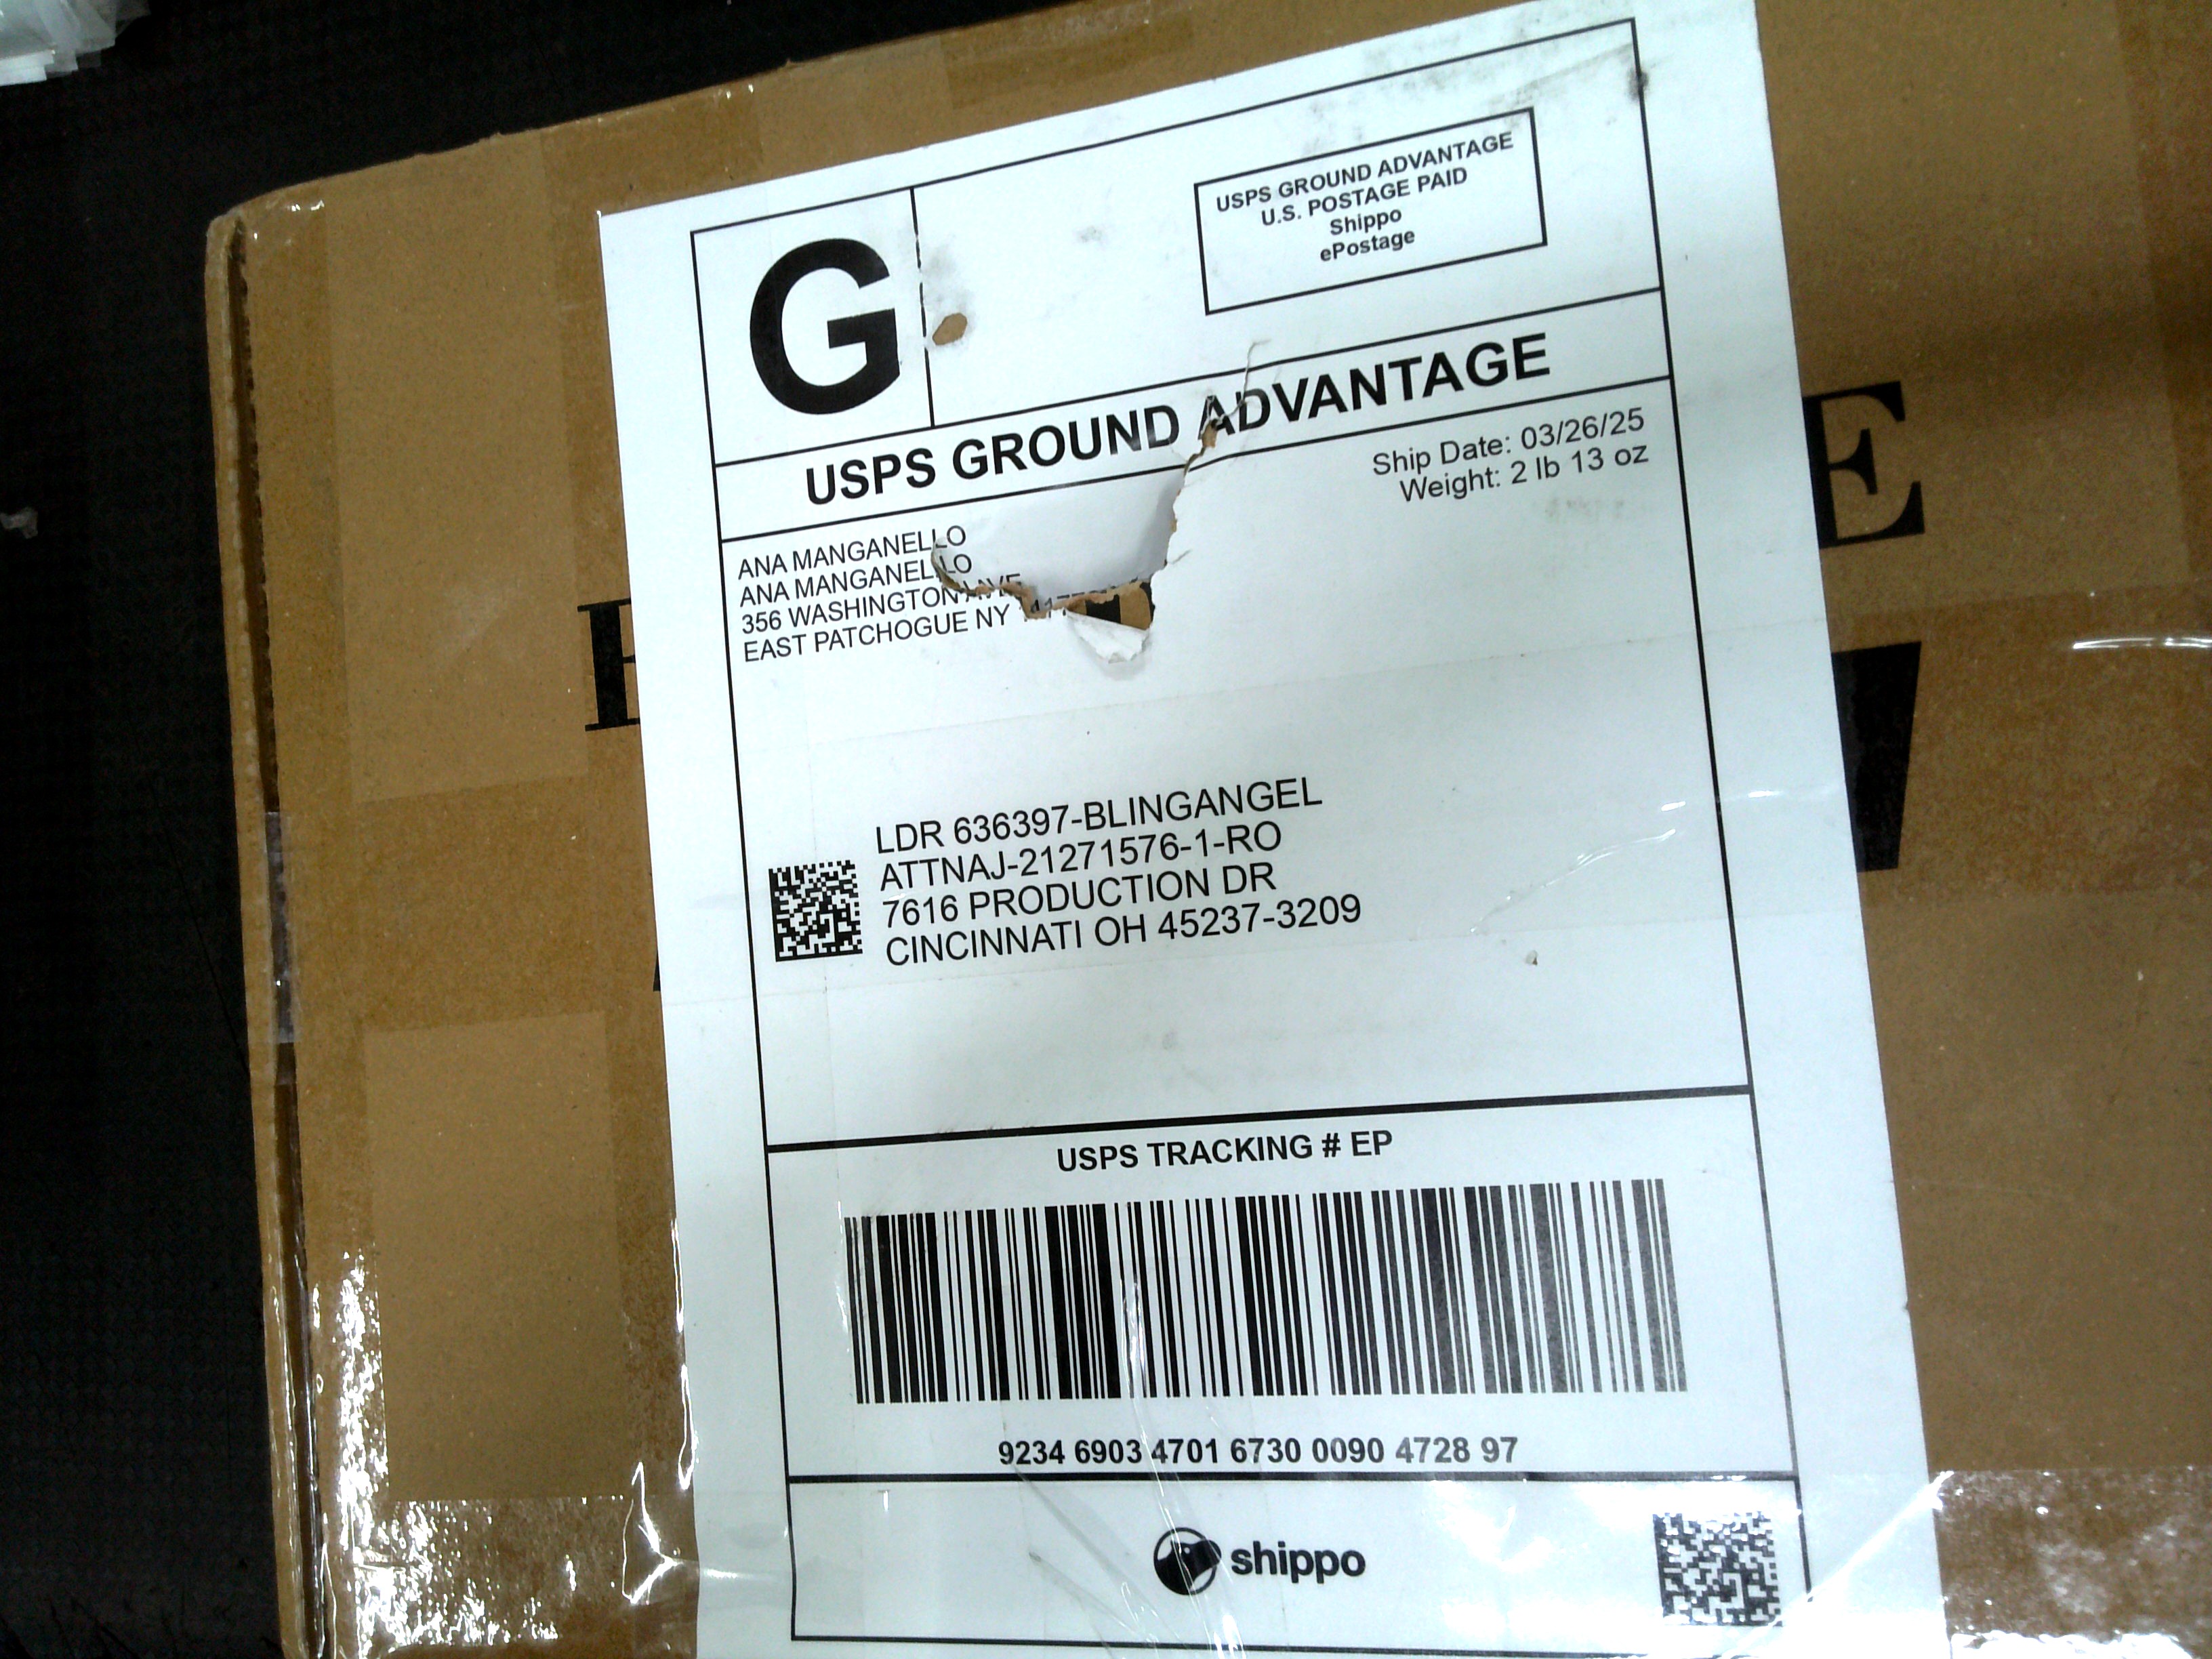 G
USPS GROUND ADVANTAGE
U.S. POSTAGE PAID
Shippo
ePostage
USPS GROUND ADVANTAGE
Ship Date: 03/26/25
Weight: 2 lb 13 oz
ANA MANGANELLO
ANA MANGANELLO
356 WASHINGTON AVE
EAST PATCHOGUE NY
E
LDR 636397-BLINGANGEL
ATTNAJ-21271576-1-RO
7616 PRODUCTION DR
CINCINNATI OH 45237-3209
USPS TRACKING # EP
9234 6903 4701 6730 0090 4728 97
shippo